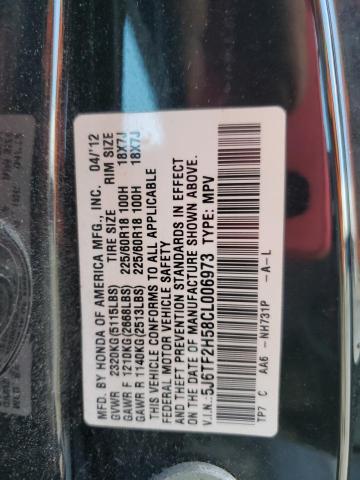 MFD. BY HONDA OF AMERICA MFG., INC. 04/12
TIRE SIZE RIM SIZE
GVWR 2320KG(5115LBS)
GAWR F 1210KG(2668LBS) 225/60R18 100H 18X7J
GAWR R 1140KG(2513LBS) 225/60R18 100H 18X7J
THIS VEHICLE CONFORMS TO ALL APPLICABLE
FEDERAL MOTOR VEHICLE SAFETY
AND THEFT PREVENTION STANDARDS IN EFFECT
ON THE DATE OF MANUFACTURE SHOWN ABOVE.
V.I.N.: 5J6TF2H58CL006973 TYPE: MPV
TP7 C AA6- NH731P -A-L